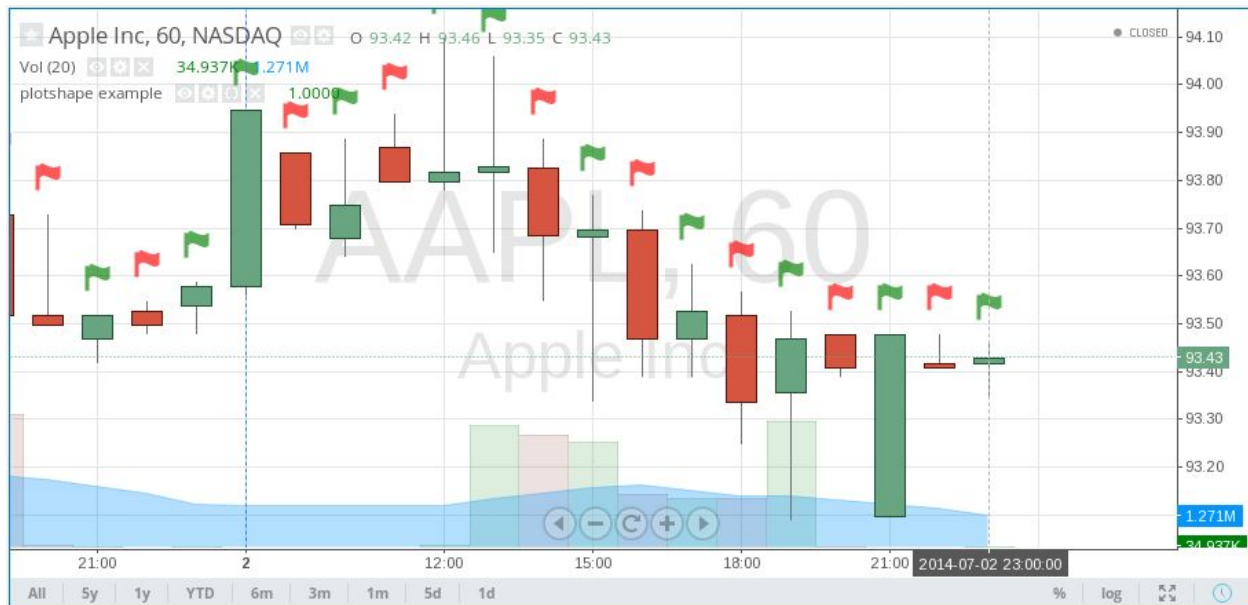 Apple Inc, 60, NASDAQ O 93.42 H 93.46 L 93.35 C 93.43
CLOSED
Vol (20) 34.937K 1.271M
plotshape example 1.0000
94.10
94.00
93.90
93.80
93.70
93.60
93.50
93.43
93.40
93.30
93.20
AAPL, 60
Apple Inc
1.271M
34.937K
21:00 2 12:00 15:00 18:00 21:00 2014-07-02 23:00:00
All 5y 1y YTD 6m 3m 1m 5d 1d % log